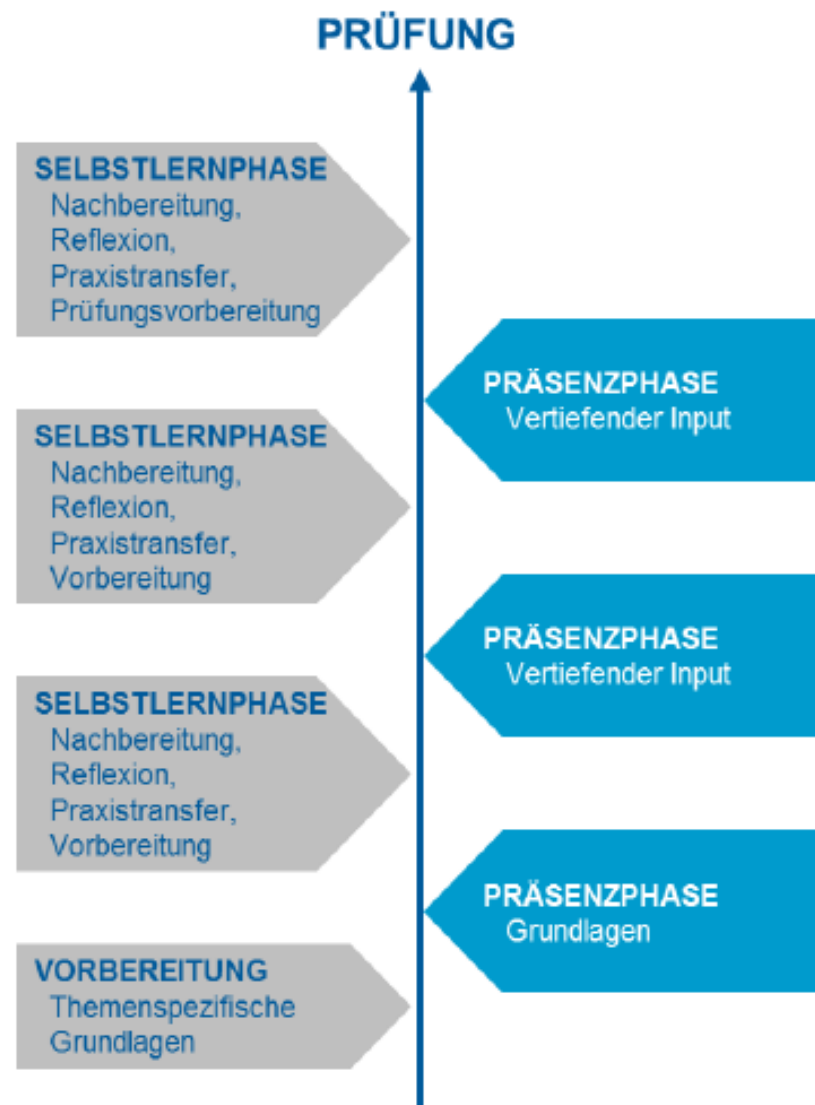 PRÜFUNG
SELBSTLERNPHASE
Nachbereitung,
Reflexion,
Praxistransfer,
Prüfungsvorbereitung
PRÄSENZPHASE
Vertiefender Input
SELBSTLERNPHASE
Nachbereitung,
Reflexion,
Praxistransfer,
Vorbereitung
PRÄSENZPHASE
Vertiefender Input
SELBSTLERNPHASE
Nachbereitung,
Reflexion,
Praxistransfer,
Vorbereitung
PRÄSENZPHASE
Grundlagen
VORBEREITUNG
Themenspezifische
Grundlagen